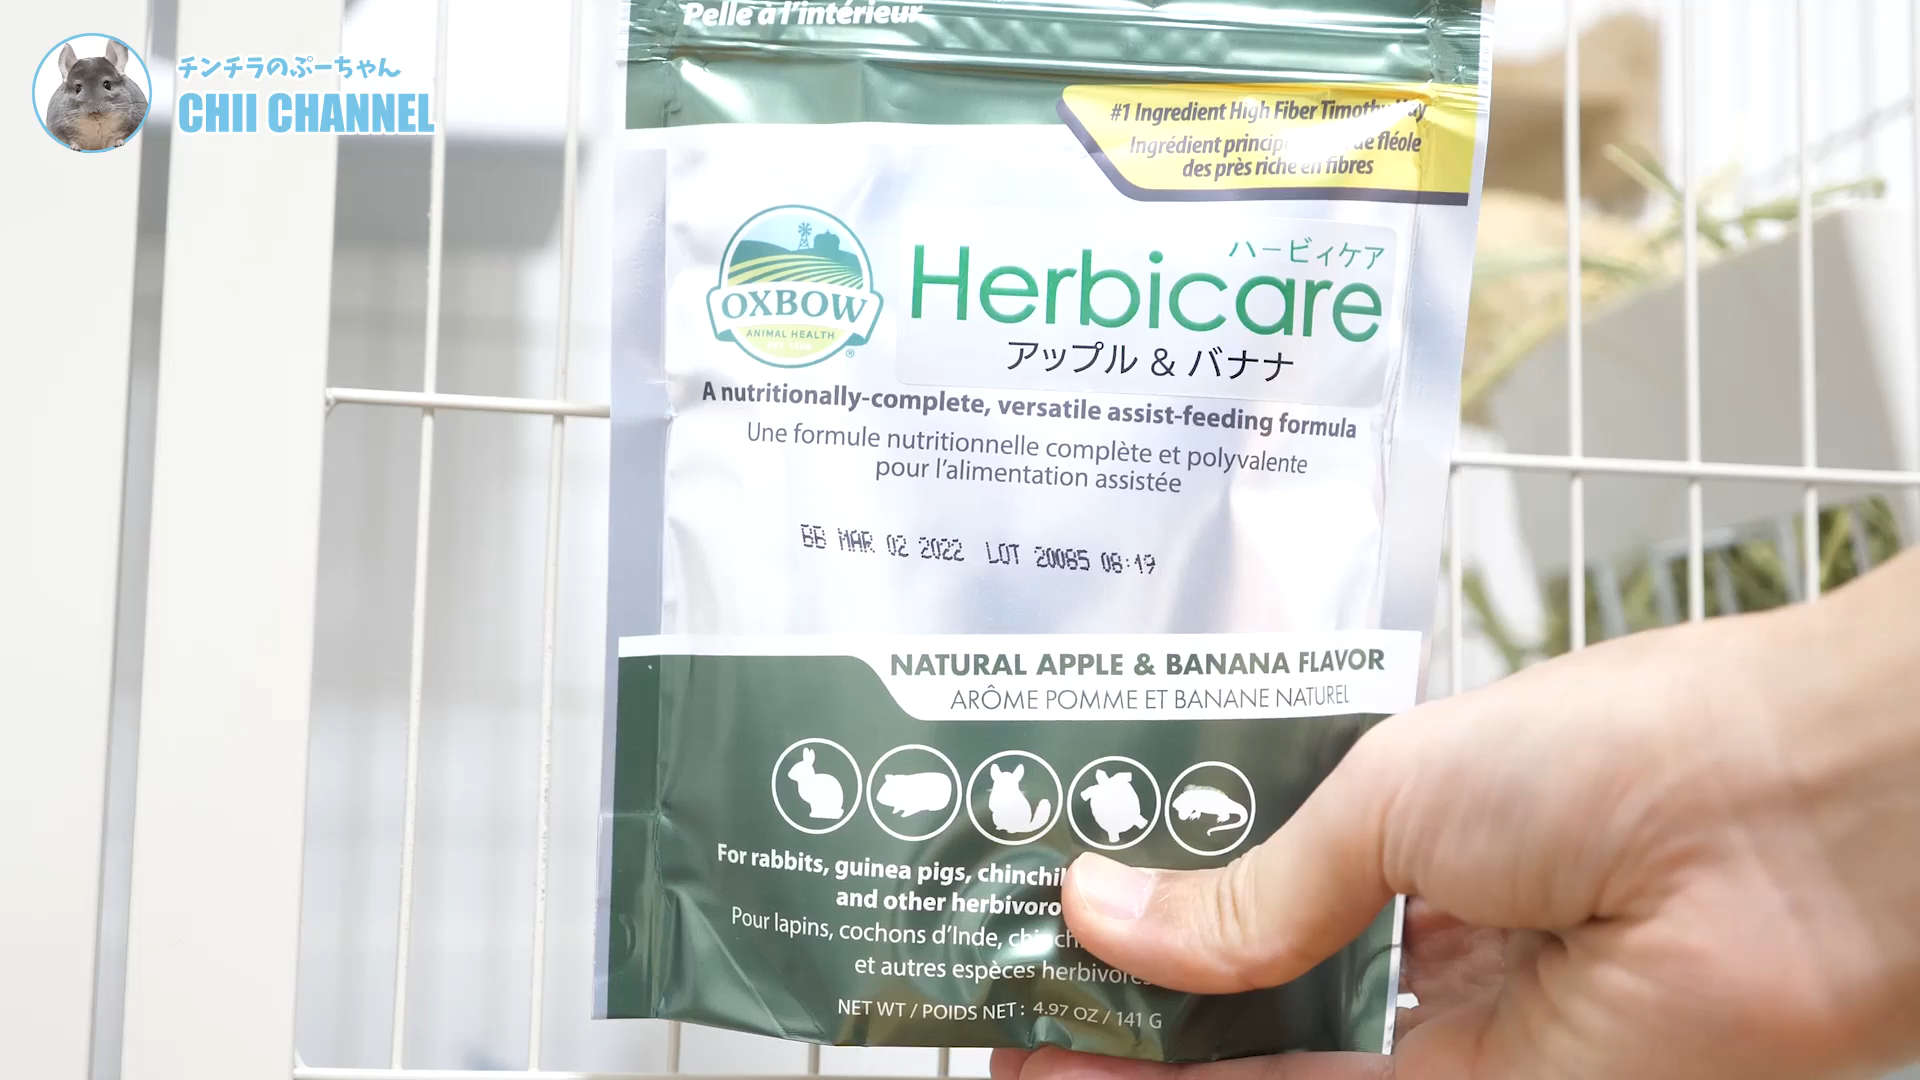 チンチラのぷーちゃん
CHII CHANNEL
Pelle à l'intérieur
#1 Ingredient High Fiber Timothy Hay
Ingrédient de fléole
des près riche en fibres
OXBOW
ANIMAL HEALTH
ハービィケア
Herbicare
アップル & バナナ
A nutritionally-complete, versatile assist-feeding formula
Une formule nutritionnelle complète et polyvalente
pour l'alimentation assistée
BB MAR 02 2022 LOT 20085 08:19
NATURAL APPLE & BANANA FLAVOR
ARÔME POMME ET BANANE NATUREL
For rabbits, guinea pigs,
and other
Pour lapins, cochons d'Inde,
et autres espèces
NET WT / POIDS NET : 4.97 OZ / 141 G